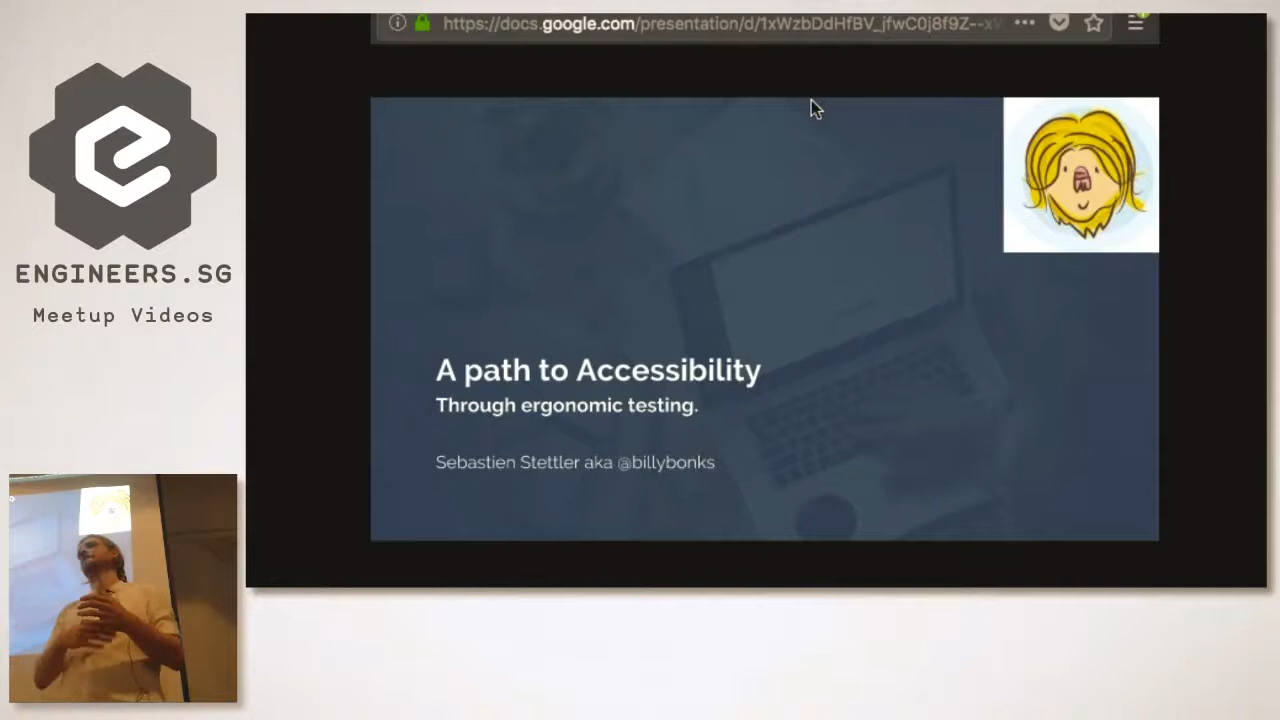 ENGINEERS.SG
Meetup Videos
https://docs.google.com/presentation/d/1xWzbDdHfBV_jfwC0j8f9Z--xW
A path to Accessibility
Through ergonomic testing.
Sebastien Stettler aka @billybonks